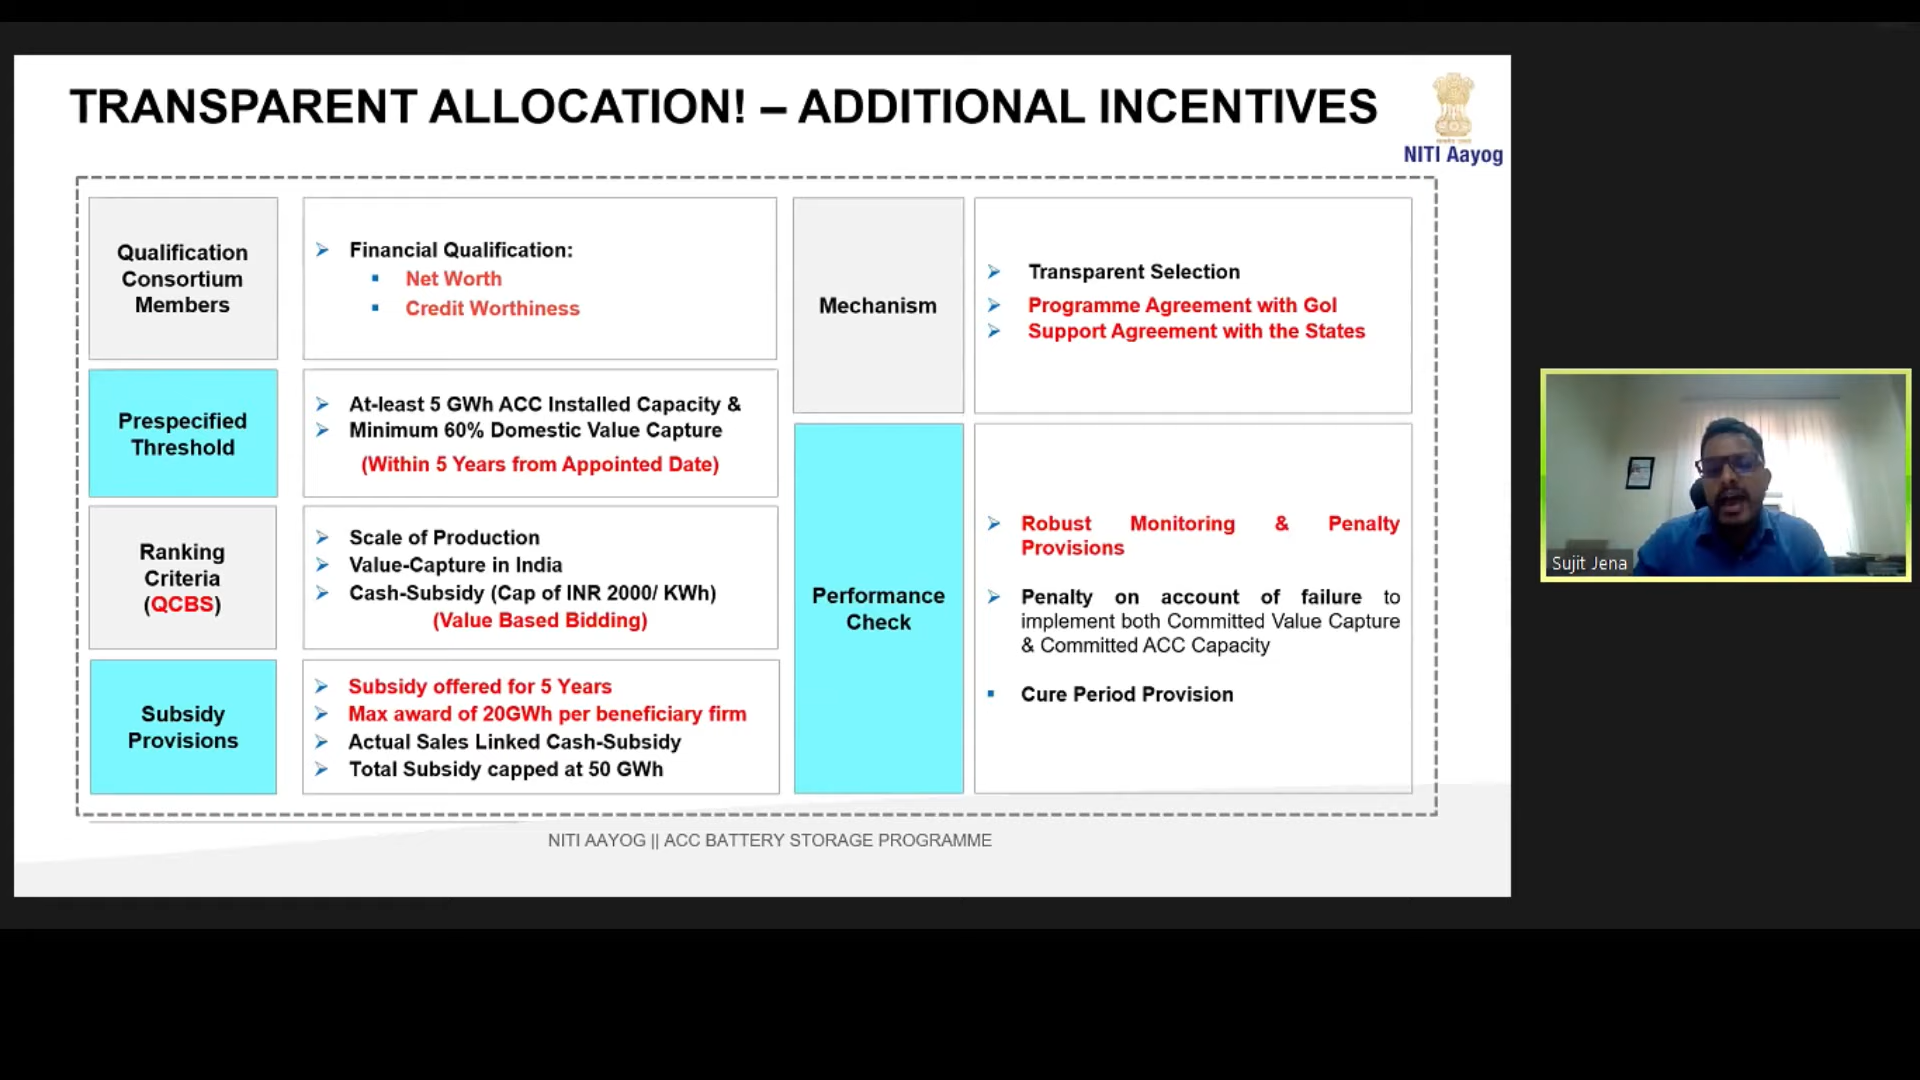 TRANSPARENT ALLOCATION! – ADDITIONAL INCENTIVES
NITI Aayog
Qualification
Consortium
Members
Financial Qualification:
Net Worth
Credit Worthiness
Prespecified
Threshold
At-least 5 GWh ACC Installed Capacity &
Minimum 60% Domestic Value Capture
(Within 5 Years from Appointed Date)
Ranking
Criteria
(QCBS)
Scale of Production
Value-Capture in India
Cash-Subsidy (Cap of INR 2000/ KWh)
(Value Based Bidding)
Subsidy
Provisions
Subsidy offered for 5 Years
Max award of 20GWh per beneficiary firm
Actual Sales Linked Cash-Subsidy
Total Subsidy capped at 50 GWh
Mechanism
Transparent Selection
Programme Agreement with GoI
Support Agreement with the States
Performance
Check
Robust Monitoring & Penalty
Provisions
Penalty on account of failure to
implement both Committed Value Capture
& Committed ACC Capacity
Cure Period Provision
NITI AAYOG || ACC BATTERY STORAGE PROGRAMME
Sujit Jena